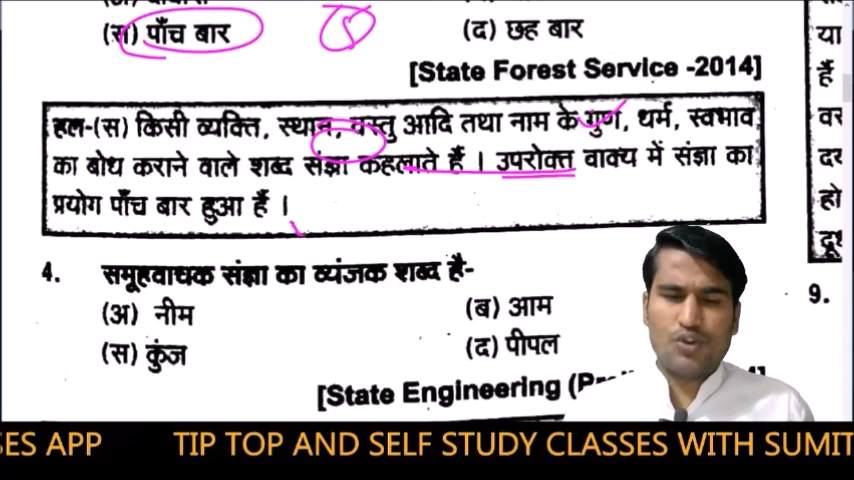 (स) पाँच बार
(द) छह बार
[State Forest Service -2014]
हल-(स) किसी व्यक्ति, स्थान, वस्तु आदि तथा नाम के गुण, धर्म, स्वभाव
का बोध कराने वाले शब्द संज्ञा कहलाते हैं । उपरोक्त वाक्य में संज्ञा का
प्रयोग पाँच बार हुआ हैं ।
4. समूहवाचक संज्ञा का व्यंजक शब्द है-
(अ) नीम
(ब) आम
(स) कुंज
(द) पीपल
[State Engineering
या
हैं
9.
SES APP TIP TOP AND SELF STUDY CLASSES WITH SUMIT